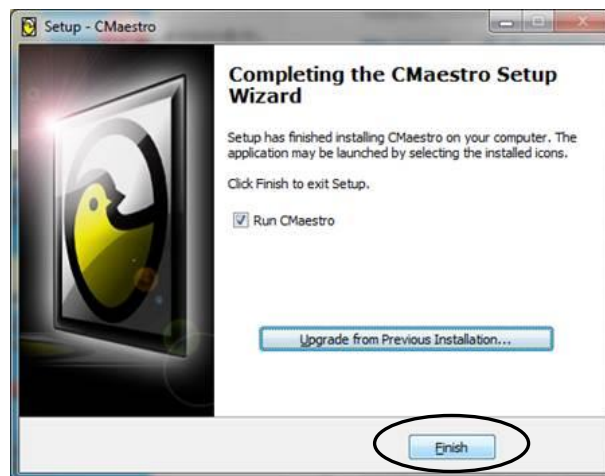 Setup - CMaestro
Completing the CMaestro Setup
Wizard
Setup has finished installing CMaestro on your computer. The
application may be launched by selecting the installed icons.
Click Finish to exit Setup.
Run CMaestro
Upgrade from Previous Installation...
Finish